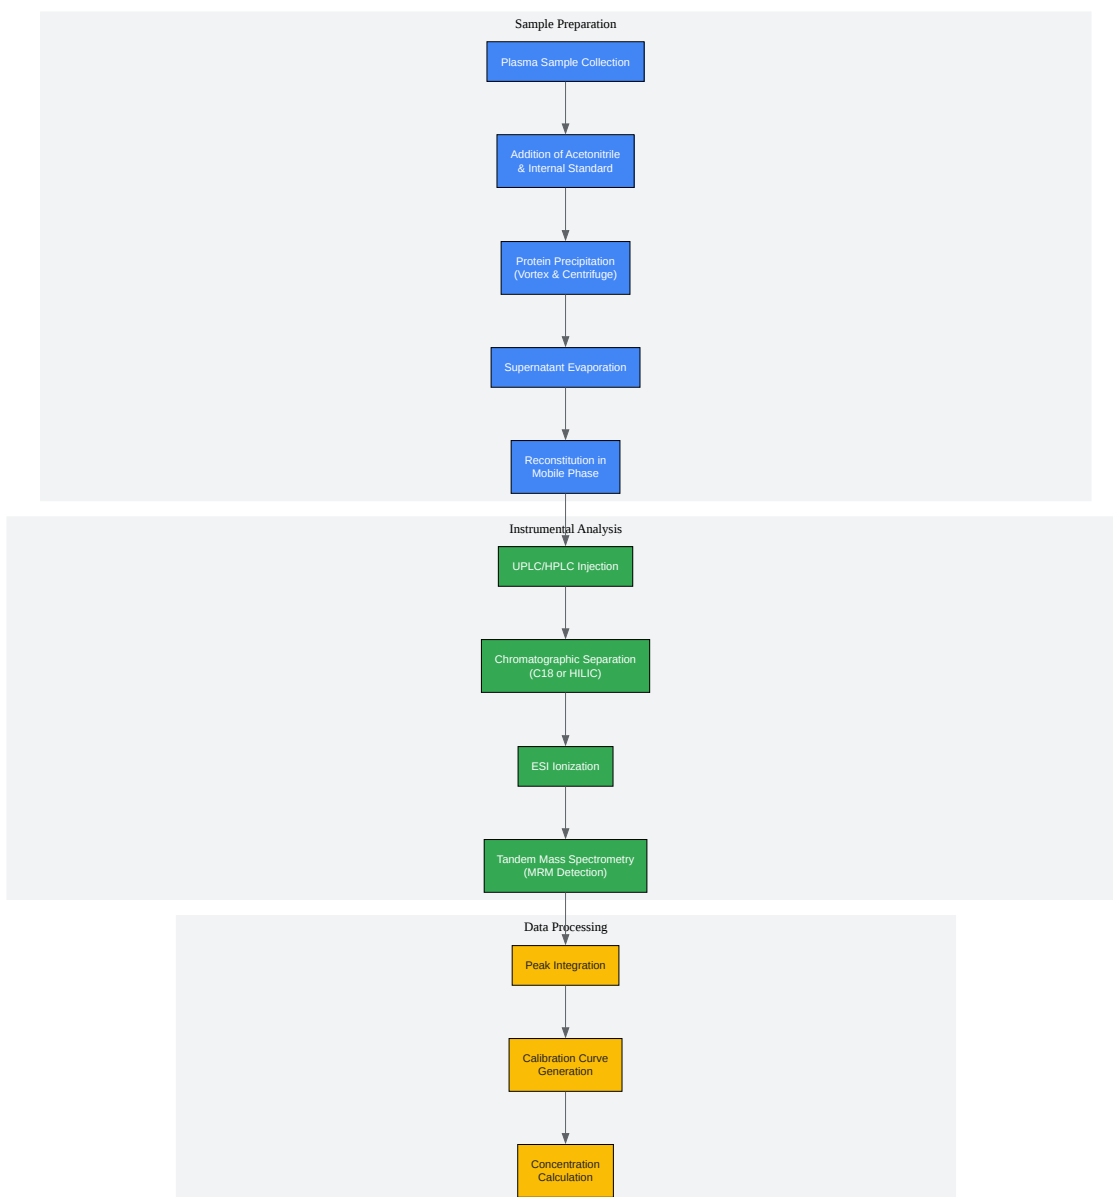 Sample Preparation
Plasma Sample Collection
Addition of Acetonitrile
& Internal Standard
Protein Precipitation
(Vortex & Centrifuge)
Supernatant Evaporation
Reconstitution in
Mobile Phase
Instrumental Analysis
UPLC/HPLC Injection
Chromatographic Separation
(C18 or HILIC)
ESI Ionization
Tandem Mass Spectrometry
(MRM Detection)
Data Processing
Peak Integration
Calibration Curve
Generation
Concentration
Calculation